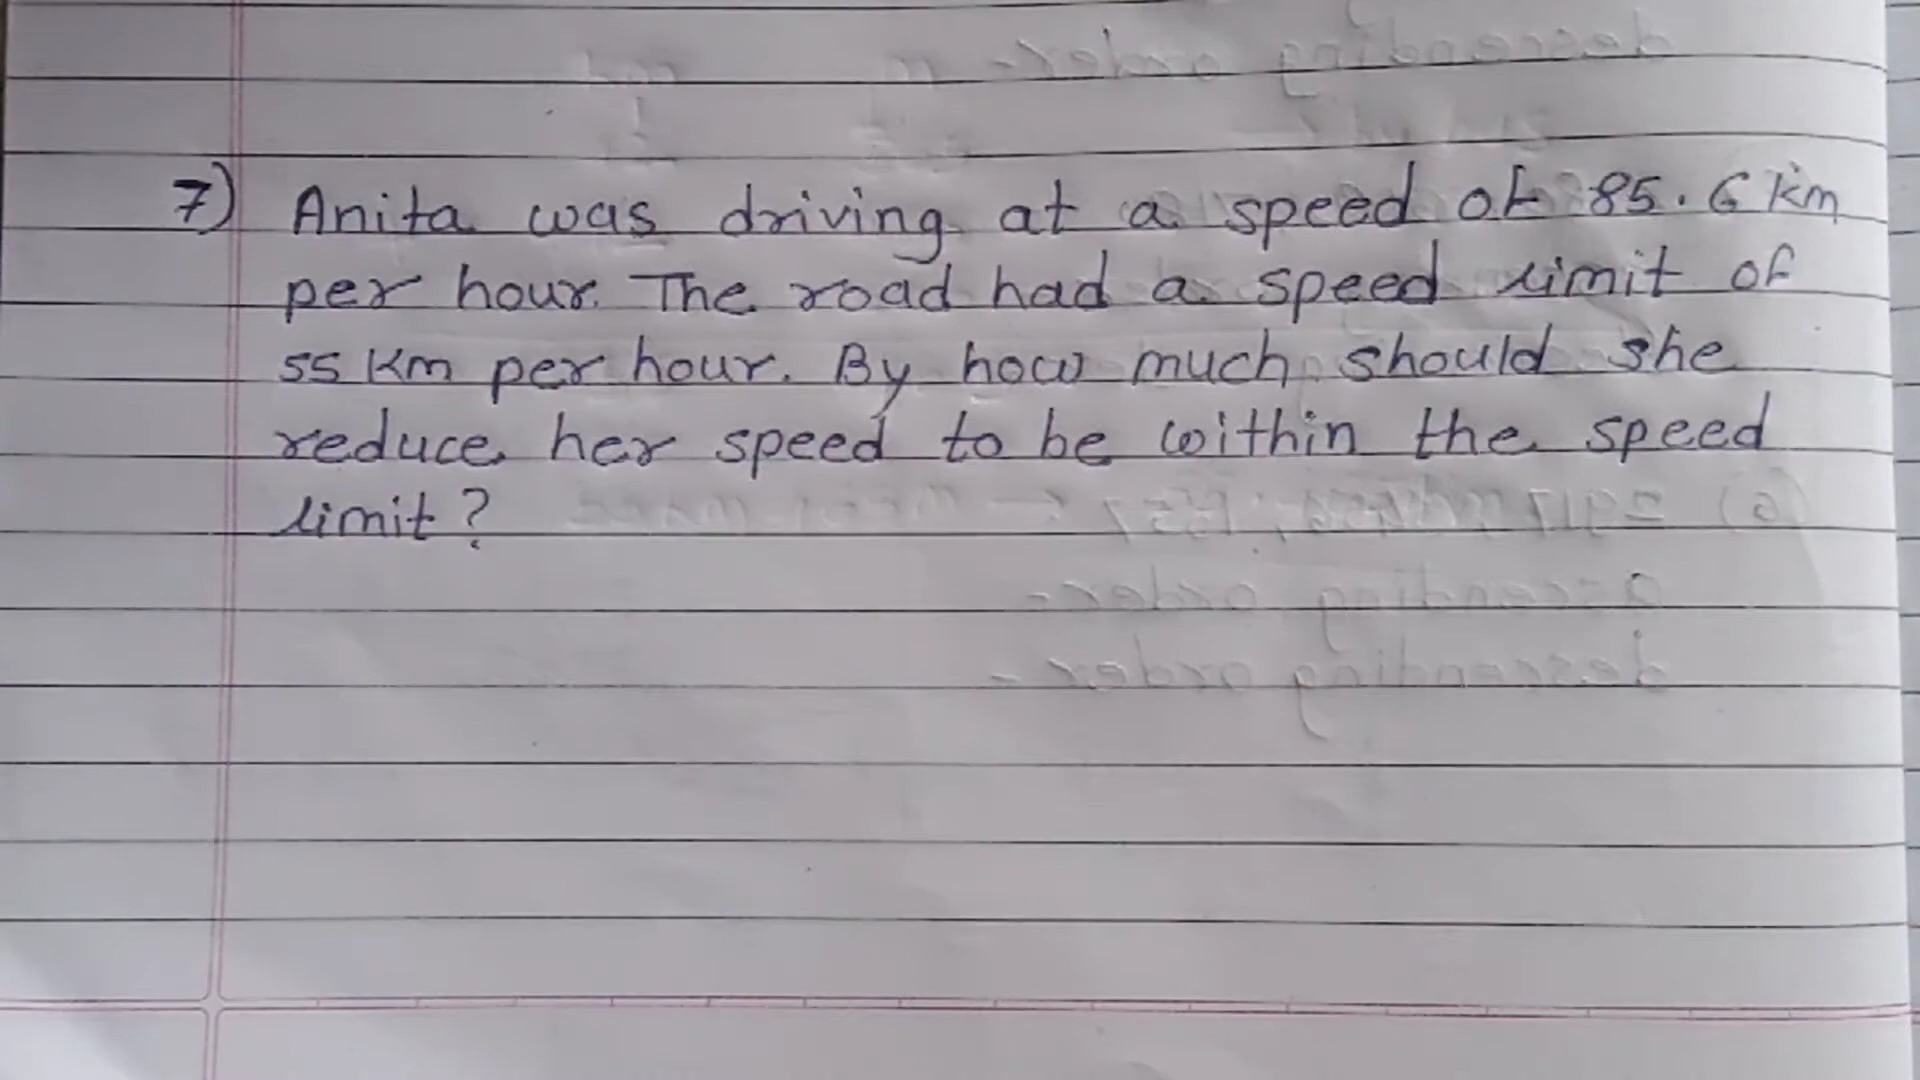 7) Anita was driving at a speed of 85.6 km
per hour. The road had a speed limit of
55 km per hour. By how much should she
reduce her speed to be within the speed
limit?